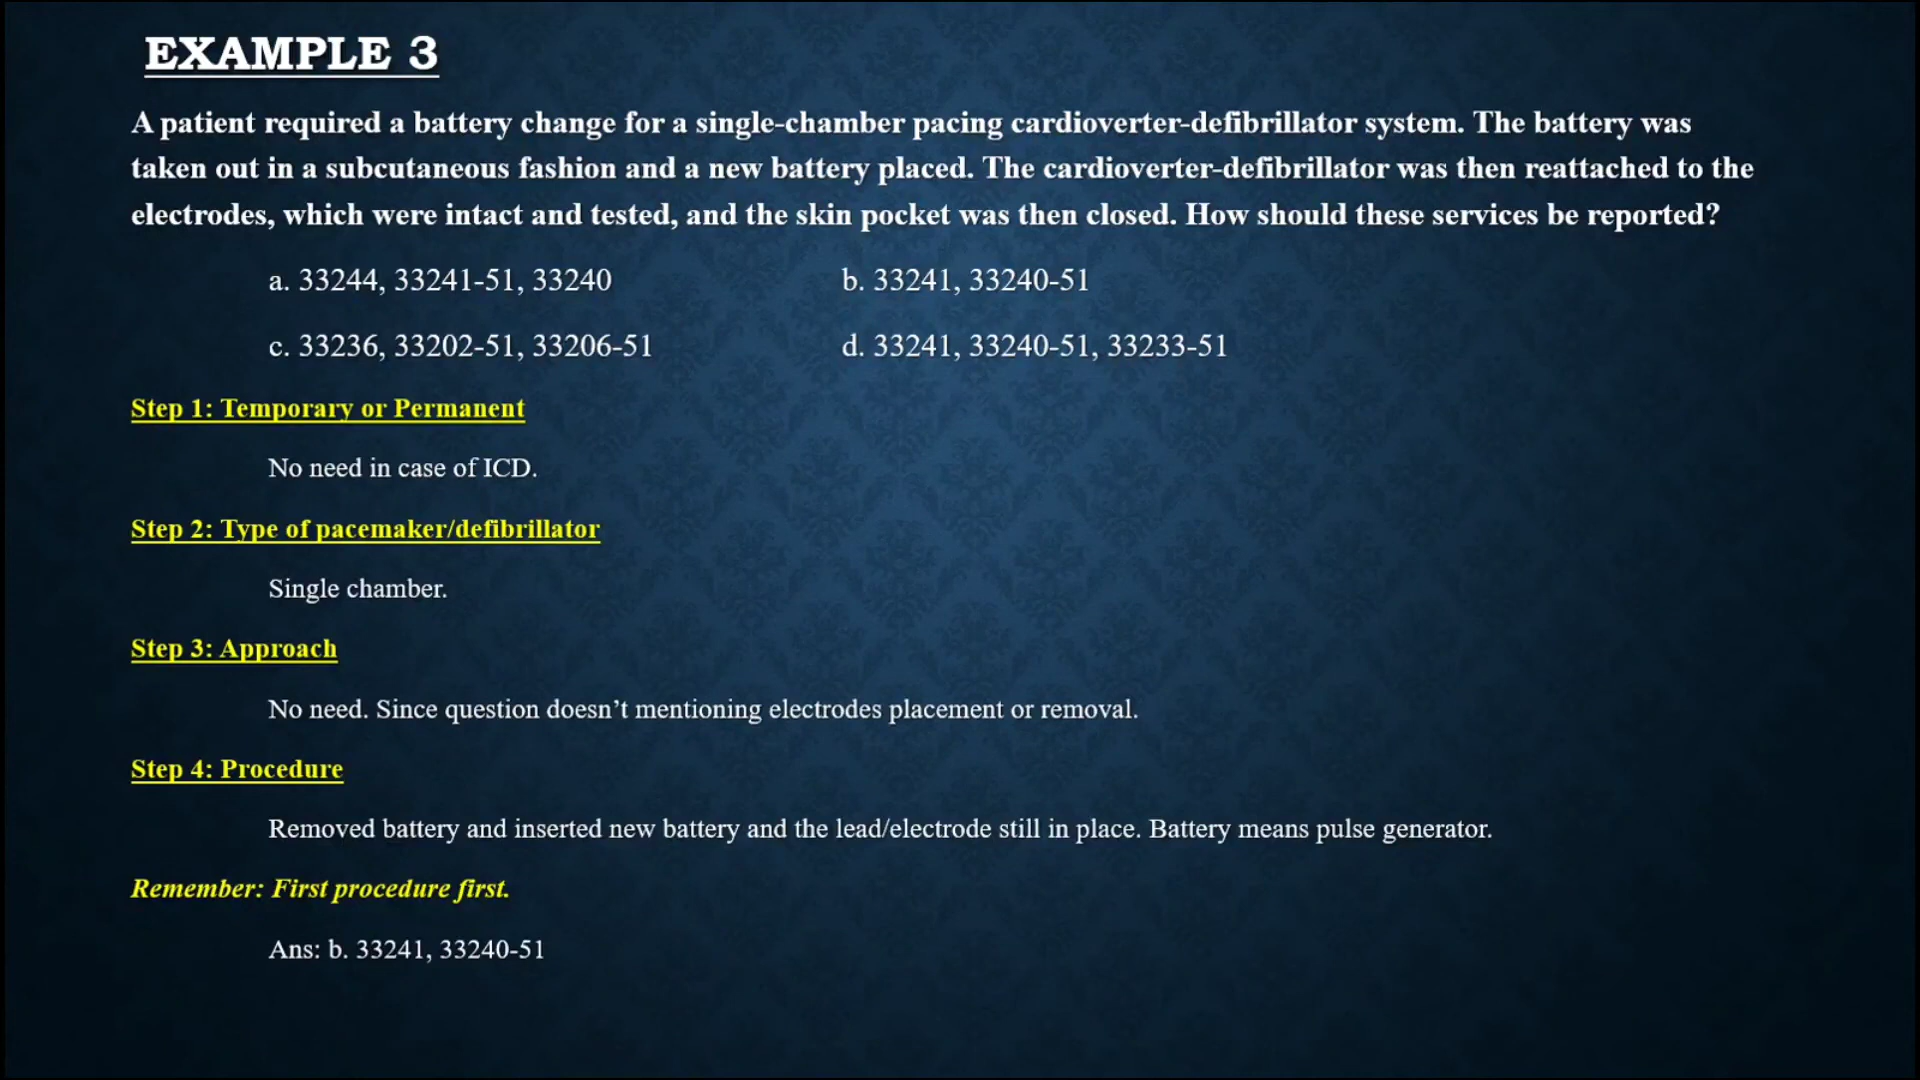 EXAMPLE 3
A patient required a battery change for a single-chamber pacing cardioverter-defibrillator system. The battery was
taken out in a subcutaneous fashion and a new battery placed. The cardioverter-defibrillator was then reattached to the
electrodes, which were intact and tested, and the skin pocket was then closed. How should these services be reported?
a. 33244, 33241-51, 33240 b. 33241, 33240-51
c. 33236, 33202-51, 33206-51 d. 33241, 33240-51, 33233-51
Step 1: Temporary or Permanent
No need in case of ICD.
Step 2: Type of pacemaker/defibrillator
Single chamber.
Step 3: Approach
No need. Since question doesn’t mentioning electrodes placement or removal.
Step 4: Procedure
Removed battery and inserted new battery and the lead/electrode still in place. Battery means pulse generator.
Remember: First procedure first.
Ans: b. 33241, 33240-51